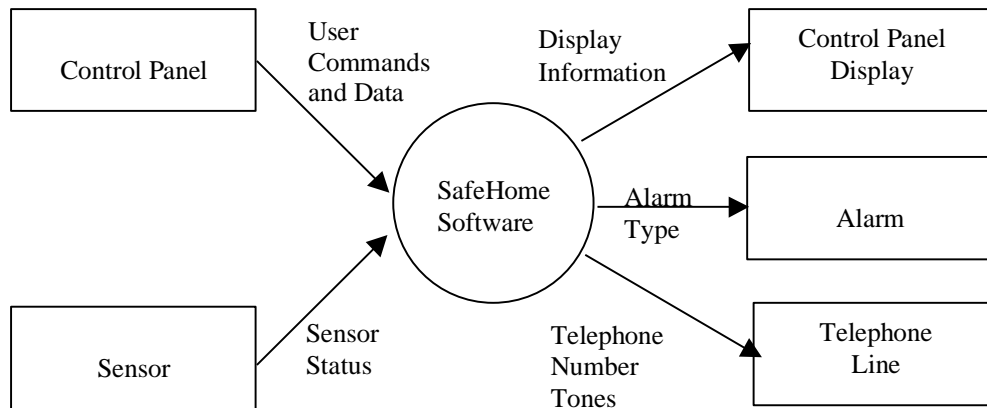 Control Panel
User
Commands
and Data
Display
Information
Control Panel
Display
SafeHome
Software
Alarm
Type
Alarm
Sensor
Sensor
Status
Telephone
Number
Tones
Telephone
Line